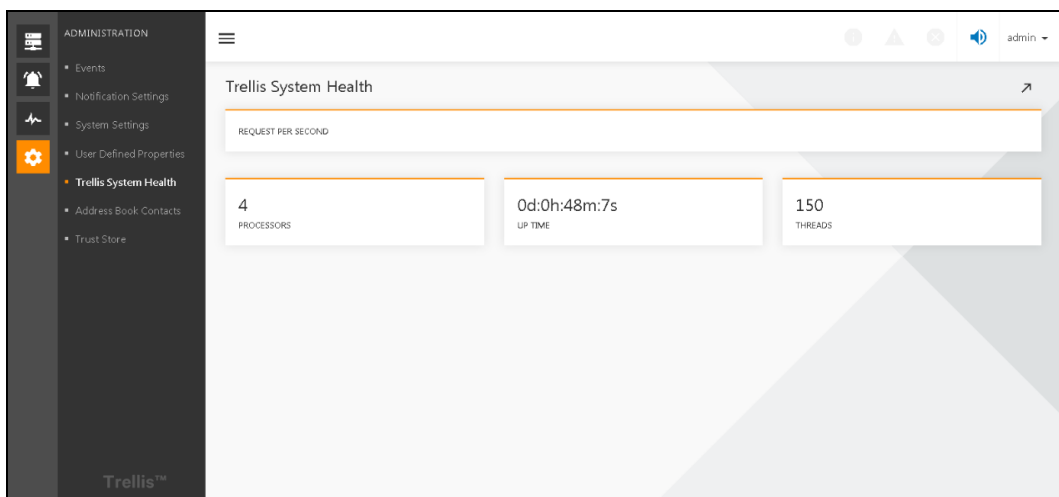 ADMINISTRATION
Events
Notification Settings
System Settings
User Defined Properties
Trellis System Health
Address Book Contacts
Trust Store
Trellis™
admin
Trellis System Health
REQUEST PER SECOND
4
PROCESSORS
0d:0h:48m:7s
UP TIME
150
THREADS